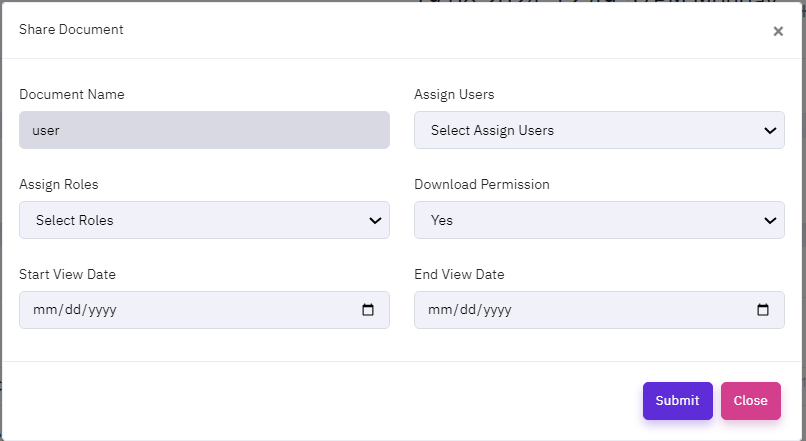 Share Document
×
Document Name
Assign Users
user
Select Assign Users
Assign Roles
Download Permission
Select Roles
Yes
Start View Date
End View Date
mm/dd/yyyy
mm/dd/yyyy
Submit
Close